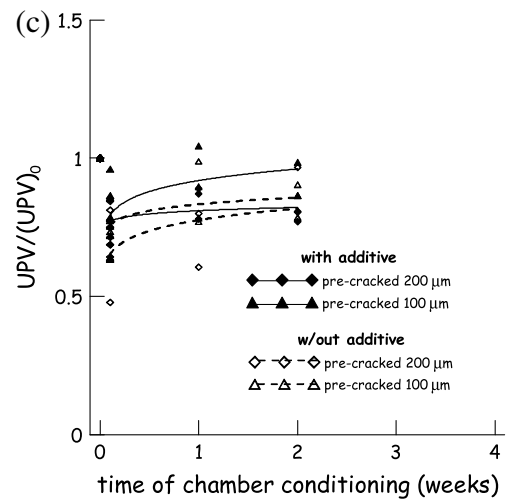 (c)
1.5
1
0.5
0
UPV/(UPV)₀
with additive
pre-cracked 200 μm
pre-cracked 100 μm
w/out additive
pre-cracked 200 μm
pre-cracked 100 μm
0 1 2 3 4
time of chamber conditioning (weeks)